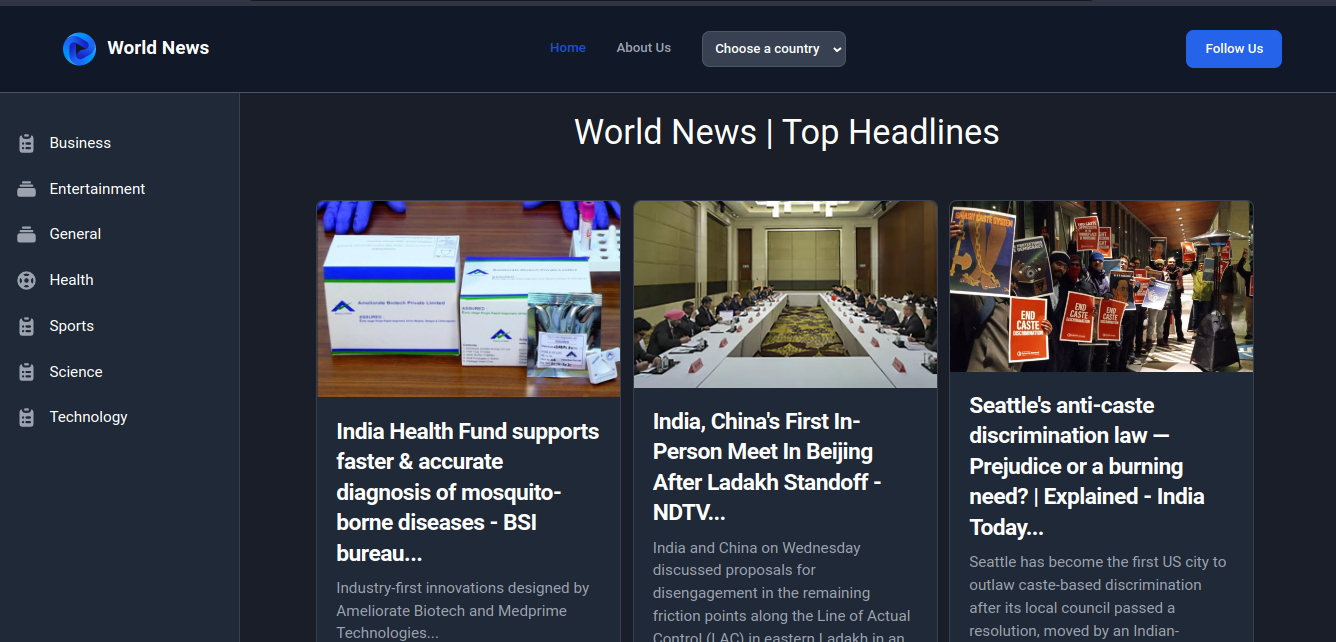 World News
Home
About Us
Choose a country
Follow Us
Business
Entertainment
General
Health
Sports
Science
Technology
World News | Top Headlines
Ameliorate Biotech Private Limited
END
CASTE
DISCRIMINATION
END
CASTE
DISCRIMINATION
END
CASTE
DISCRIMINATION
India Health Fund supports
faster & accurate
diagnosis of mosquito-
borne diseases - BSI
bureau...
Industry-first innovations designed by
Ameliorate Biotech and Medprime
Technologies...
India, China's First In-
Person Meet In Beijing
After Ladakh Standoff -
NDTV...
India and China on Wednesday
discussed proposals for
disengagement in the remaining
friction points along the Line of Actual
Control (LAC) in eastern Ladakh in an
Seattle's anti-caste
discrimination law —
Prejudice or a burning
need? | Explained - India
Today...
Seattle has become the first US city to
outlaw caste-based discrimination
after its local council passed a
resolution, moved by an Indian-